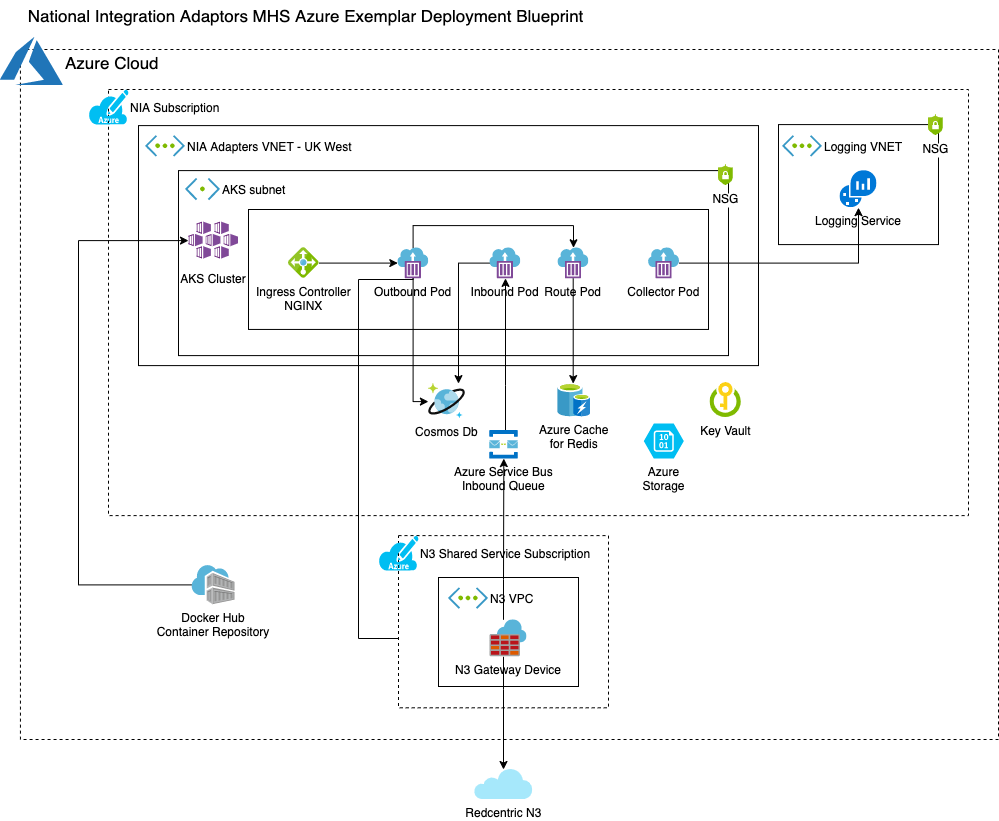 National Integration Adaptors MHS Azure Exemplar Deployment Blueprint
Azure Cloud
Azure
NIA Subscription
NIA Adapters VNET - UK West
Logging VNET
NSG
AKS subnet
NSG
Logging Service
AKS Cluster
Ingress Controller
NGINX
Outbound Pod
Inbound Pod
Route Pod
Collector Pod
Cosmos Db
Azure Cache
for Redis
Key Vault
10
01
Azure Service Bus
Inbound Queue
Azure
Storage
Azure
N3 Shared Service Subscription
N3 VPC
Docker Hub
Container Repository
N3 Gateway Device
Redcentric N3